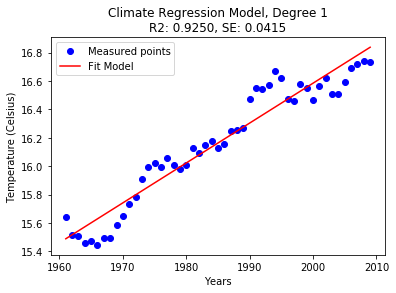 Climate Regression Model, Degree 1
R2: 0.9250, SE: 0.0415
Measured points
Fit Model
16.8
16.6
16.4
16.2
16.0
15.8
15.6
15.4
Temperature (Celsius)
1960 1970 1980 1990 2000 2010
Years